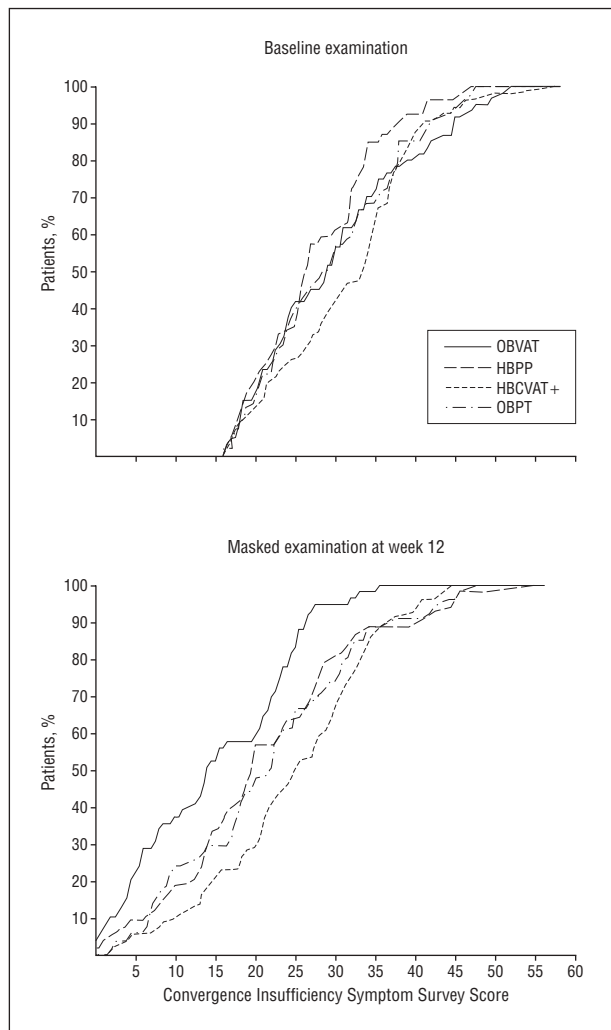 Baseline examination
100
90
80
70
60
50
40
30
20
10
Patients, %
OBVAT
HBPP
HBCVAT+
OBPT
Masked examination at week 12
100
90
80
70
60
50
40
30
20
10
Patients, %
5 10 15 20 25 30 35 40 45 50 55 60
Convergence Insufficiency Symptom Survey Score